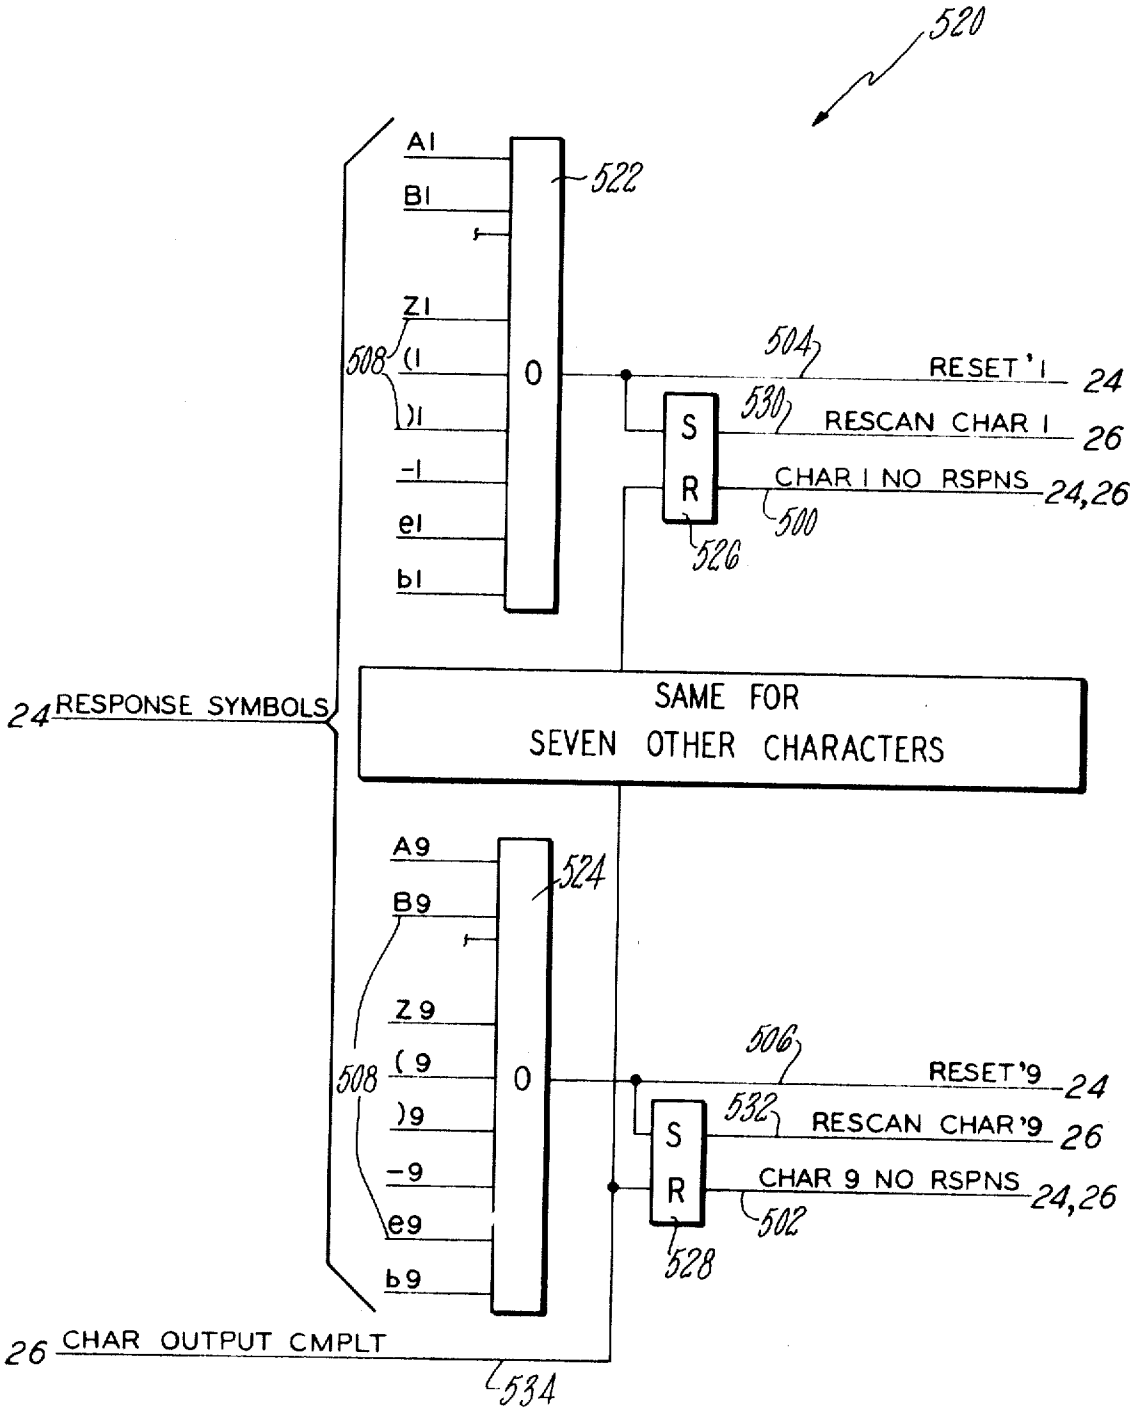 520
A1
522
B1
Z1
508
(1
O
504
RESET'1
24
)1
S
530
RESCAN CHAR 1
26
-1
R
CHAR 1 NO RSPNS
24,26
500
e1
526
b1
24 RESPONSE SYMBOLS
SAME FOR
SEVEN OTHER CHARACTERS
A9
524
B9
Z9
508
(9
O
506
RESET'9
24
)9
S
532
RESCAN CHAR'9
26
-9
R
CHAR 9 NO RSPNS
24,26
502
e9
528
b9
26 CHAR OUTPUT CMPLT
534